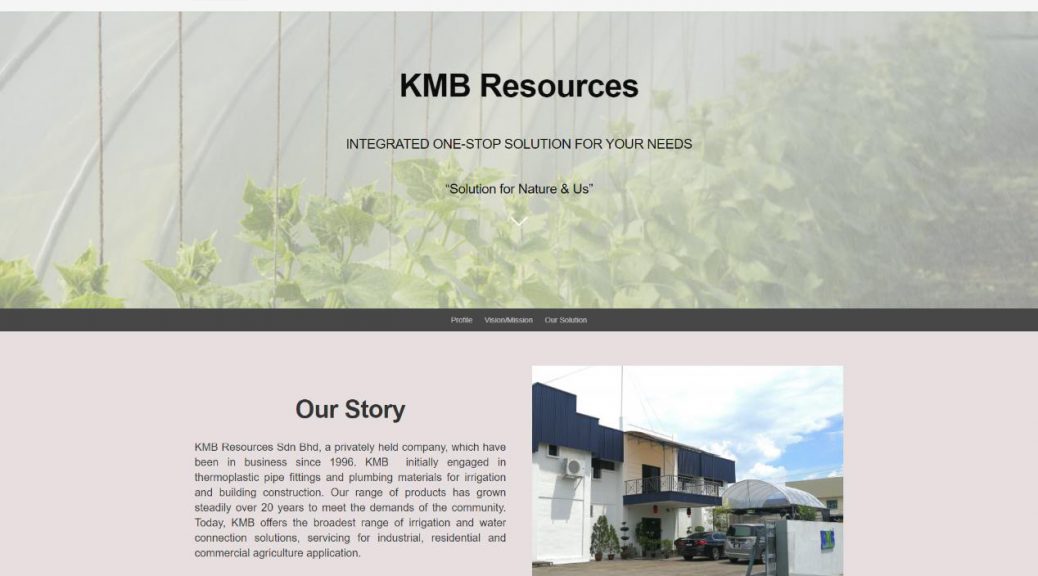 KMB Resources
INTEGRATED ONE-STOP SOLUTION FOR YOUR NEEDS
“Solution for Nature & Us”
Profile Vision/Mission Our Solution
Our Story
KMB Resources Sdn Bhd, a privately held company, which have
been in business since 1996. KMB initially engaged in
thermoplastic pipe fittings and plumbing materials for irrigation
and building construction. Our range of products has grown
steadily over 20 years to meet the demands of the community.
Today, KMB offers the broadest range of irrigation and water
connection solutions, servicing for industrial, residential and
commercial agriculture application.